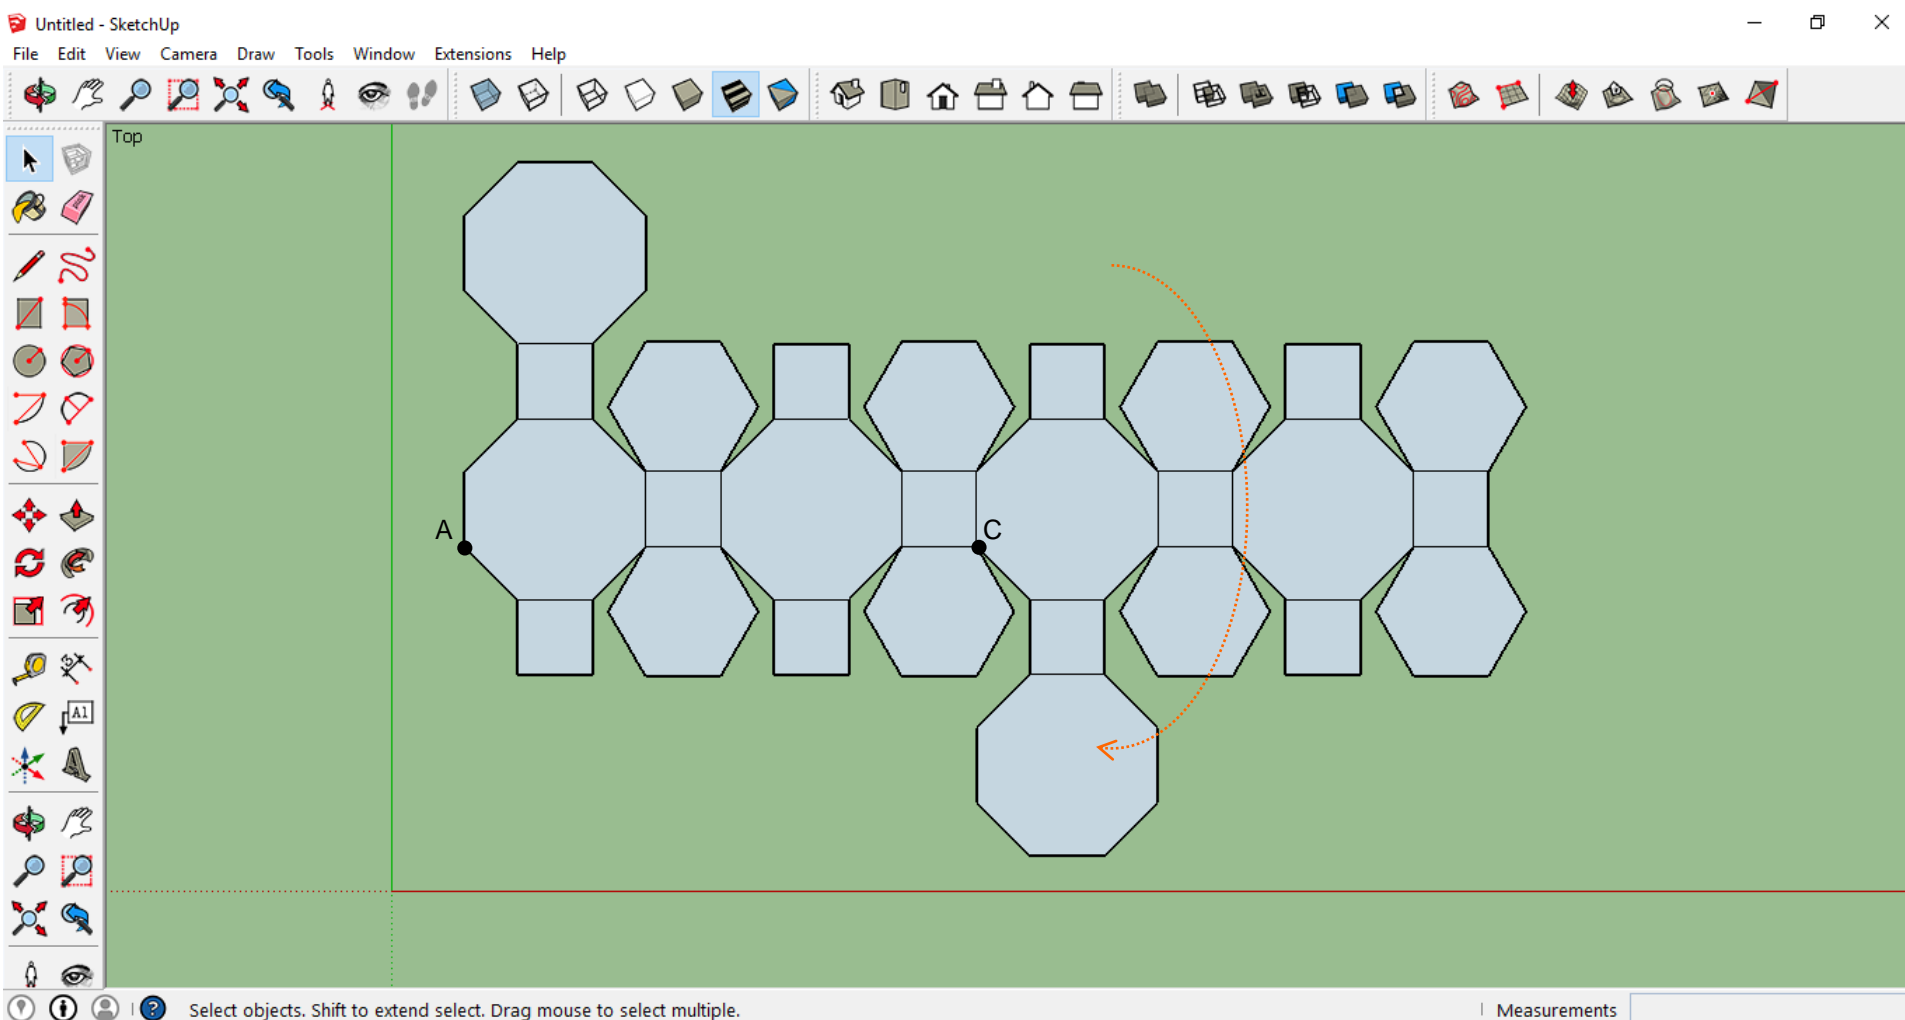 Untitled - SketchUp
File Edit View Camera Draw Tools Window Extensions Help
Top
A
C
A1
Select objects. Shift to extend select. Drag mouse to select multiple.
Measurements